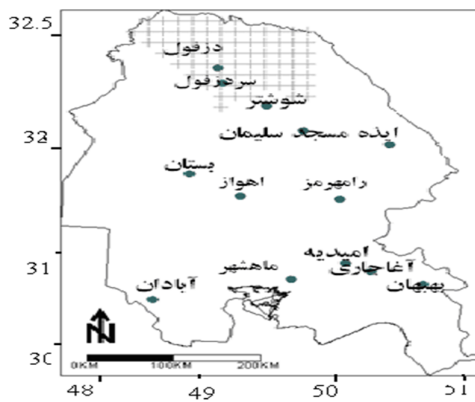 32.5
دزفول
سردزفول
شوشتر
ایذه مسجد سلیمان
32
بستان
اهواز
رامهرمز
31
امیدیه
آغاجاری
ماهشهر
بهبهان
آبادان
N
30
0KM 100KM 200KM
48 49 50 51